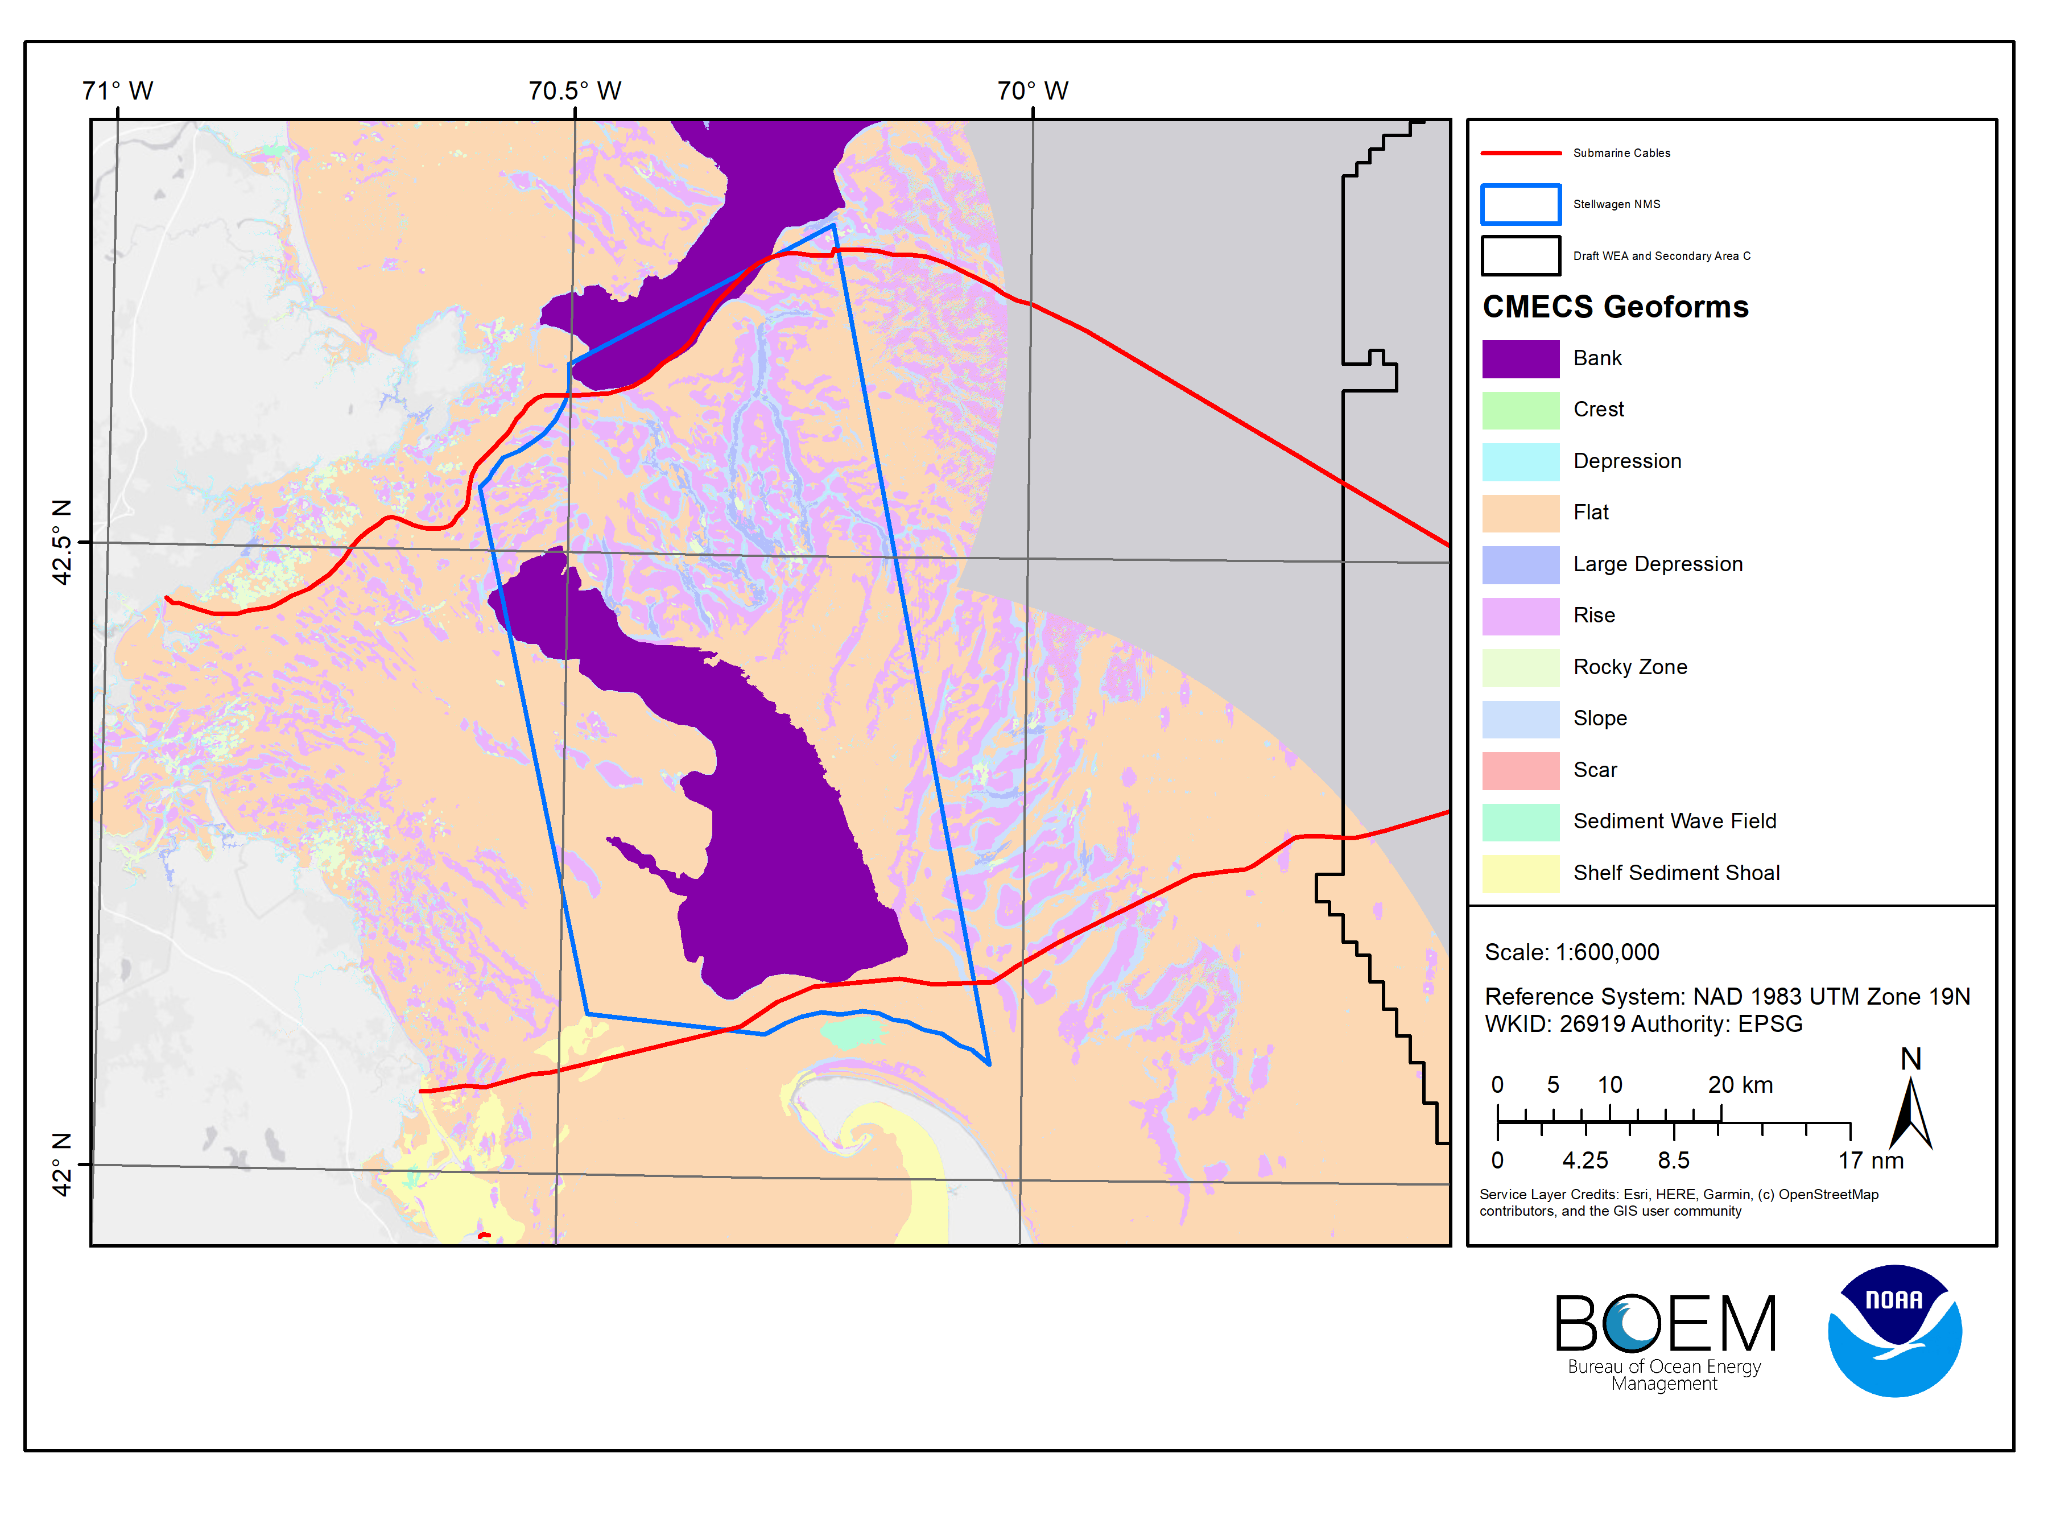 71° W
70.5° W
70° W
42.5° N
42° N
Submarine Cables
Stellwagen NMS
Draft WEA and Secondary Area C
CMECS Geoforms
Bank
Crest
Depression
Flat
Large Depression
Rise
Rocky Zone
Slope
Scar
Sediment Wave Field
Shelf Sediment Shoal
Scale: 1:600,000
Reference System: NAD 1983 UTM Zone 19N
WKID: 26919 Authority: EPSG
N
0 5 10 20 km
0 4.25 8.5 17 nm
Service Layer Credits: Esri, HERE, Garmin, (c) OpenStreetMap
contributors, and the GIS user community
BOEM
Bureau of Ocean Energy
Management
NOAA